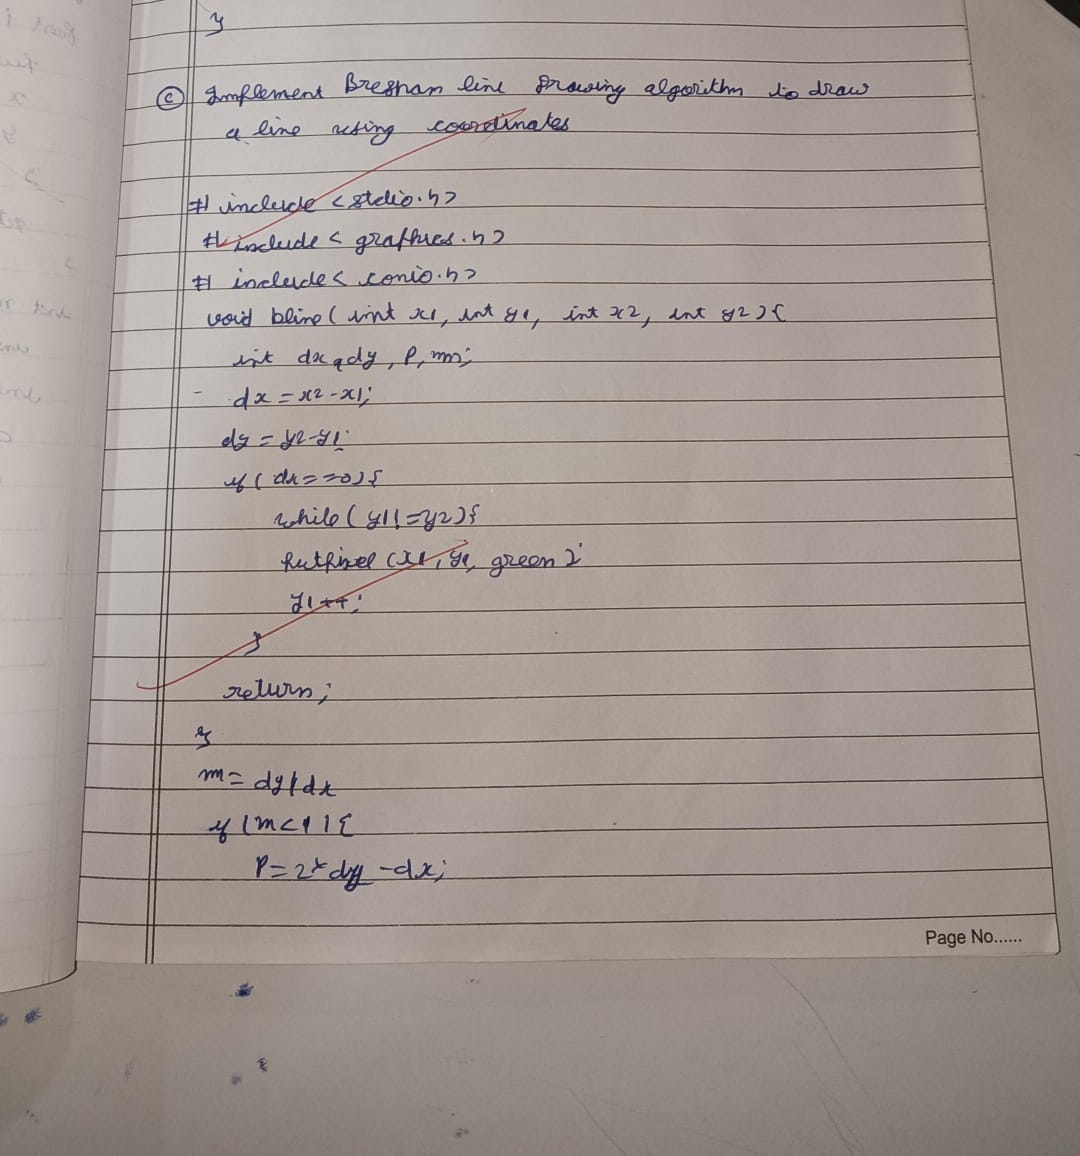 }
(c) Implement Bresnam line Drawing algorithm to draw
a line using coordinates
# include <stdio.h>
# include < graphics.h>
# include < conio.h>
void bline ( int x1, int y1, int x2, int y2 ) {
int dx, dy, P, m;
dx = x2 - x1;
dy = y2 - y1;
if ( dx == 0 ) {
while ( y1 != y2 ) {
putpixel (x1, y1, green );
y1 ++;
}
return;
}
m = dy / dx
if ( m < 1 ) {
P = 2 * dy - dx;
Page No......